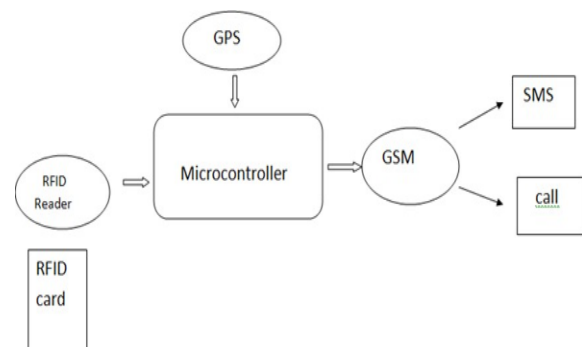 GPS
SMS
Microcontroller
GSM
RFID
Reader
call
RFID
card